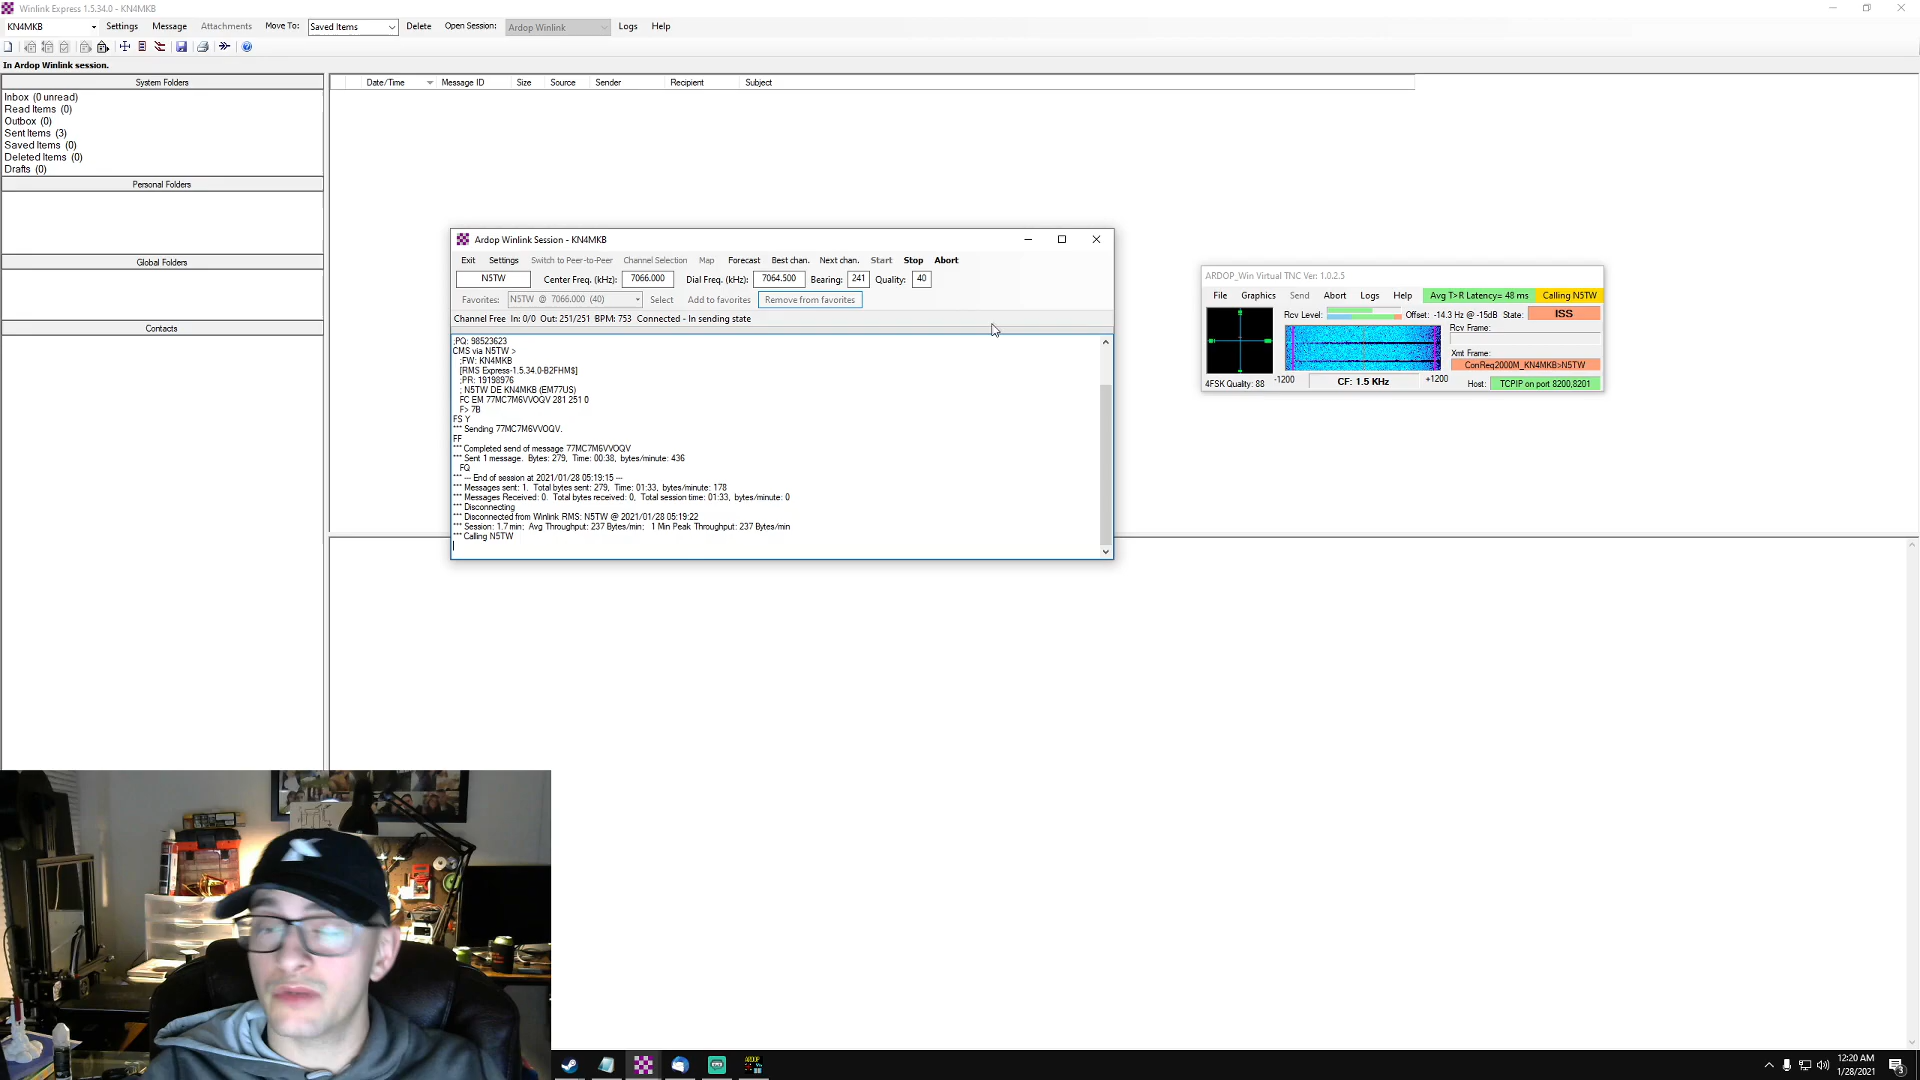 Winlink Express 1.5.34.0 - KN4MKB
KN4MKB Settings Message Attachments Move To: Saved Items Delete Open Session: Ardop Winlink Logs Help
In Ardop Winlink session.
System Folders
Inbox (0 unread)
Read Items (0)
Outbox (0)
Sent Items (3)
Saved Items (0)
Deleted Items (0)
Drafts (0)
Personal Folders
Global Folders
Contacts
Date/Time Message ID Size Source Sender Recipient Subject
Ardop Winlink Session - KN4MKB
Exit Settings Switch to Peer-to-Peer Channel Selection Map Forecast Best chan. Next chan. Start Stop Abort
N5TW Center Freq. (kHz): 7066.000 Dial Freq. (kHz): 7064.500 Bearing: 241 Quality: 40
Favorites: N5TW @ 7066.000 (40) Select Add to favorites Remove from favorites
Channel Free In: 0/0 Out: 251/251 BPM: 753 Connected - In sending state
;PQ: 98523623
CMS via N5TW >
;FW: KN4MKB
[RMS Express-1.5.34.0-B2FHM$]
;PR: 19198976
; N5TW DE KN4MKB (EM77US)
FC EM 77MC7M6VVOQV 281 251 0
F> 7B
FS Y
*** Sending 77MC7M6VVOQV.
FF
*** Completed send of message 77MC7M6VVOQV
*** Sent 1 message. Bytes: 279, Time: 00:38, bytes/minute: 436
FQ
*** --- End of session at 2021/01/28 05:19:15 ---
*** Messages sent: 1. Total bytes sent: 279, Time: 01:33, bytes/minute: 178
*** Messages Received: 0. Total bytes received: 0, Total session time: 01:33, bytes/minute: 0
*** Disconnecting
*** Disconnected from Winlink RMS: N5TW @ 2021/01/28 05:19:22
*** Session: 1.7 min; Avg Throughput: 237 Bytes/min; 1 Min Peak Throughput: 237 Bytes/min
*** Calling N5TW
ARDOP_Win Virtual TNC Ver: 1.0.2.5
File Graphics Send Abort Logs Help Avg T>R Latency= 48 ms Calling N5TW
Rcv Level: Offset: -14.3 Hz @ -15dB State: ISS
Rcv Frame:
Xmt Frame:
ConReq2000M_KN4MKB>N5TW
4FSK Quality: 88 -1200 CF: 1.5 KHz +1200 Host: TCPIP on port 8200,8201
ARDOP
12:20 AM
1/28/2021
3